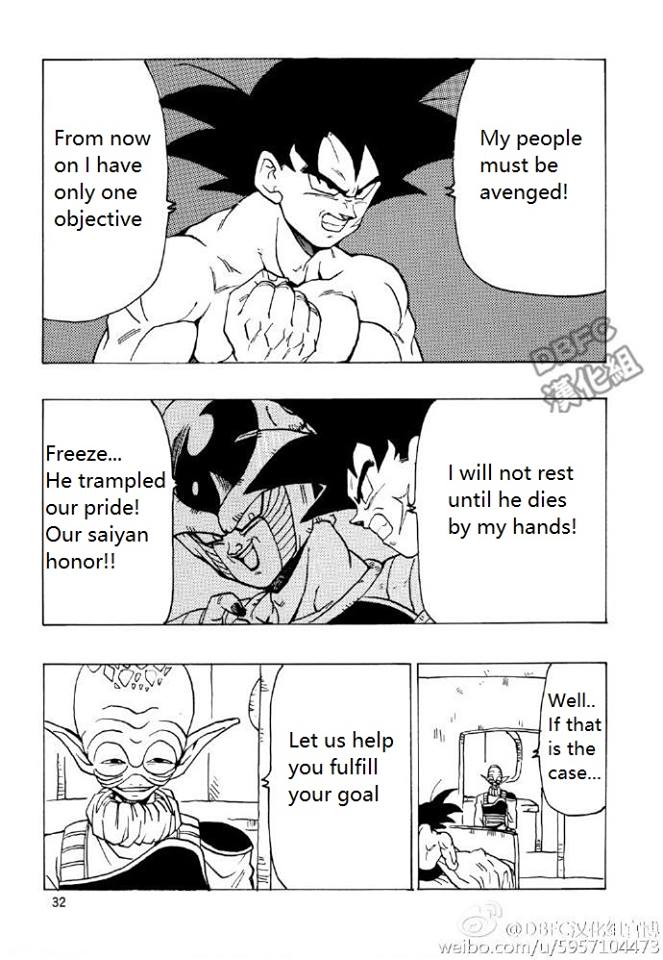 My people
must be
avenged!
From now
on I have
only one
objective
DBFC
漢化組
I will not rest
until he dies
by my hands!
Freeze...
He trampled
our pride!
Our saiyan
honor!!
Well..
If that
is the
case...
Let us help
you fulfill
your goal
32
@DBFC汉化组官博
weibo.com/u/5957104473